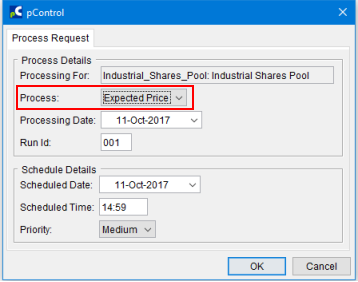 pControl
Process Request
Process Details
Processing For: Industrial_Shares_Pool: Industrial Shares Pool
Process: Expected Price
Processing Date: 11-Oct-2017
Run Id: 001
Schedule Details
Scheduled Date: 11-Oct-2017
Scheduled Time: 14:59
Priority: Medium
OK Cancel